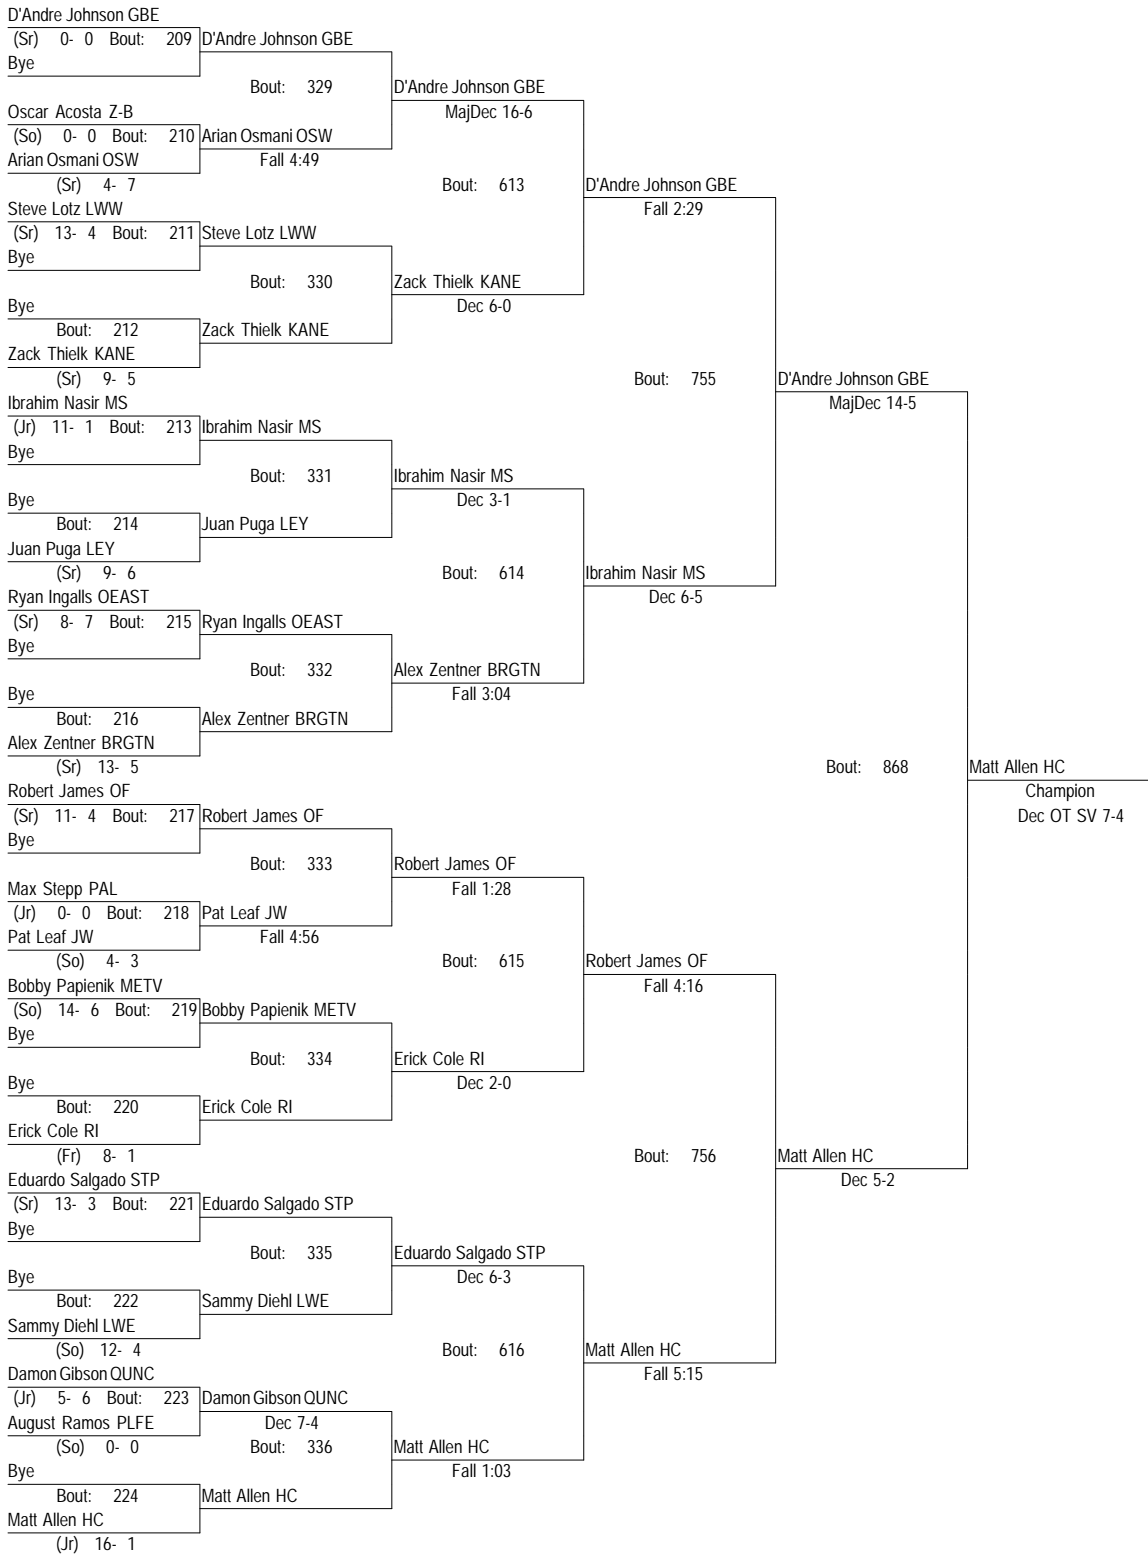 D'Andre Johnson GBE
(Sr) 0- 0 Bout: 209 D'Andre Johnson GBE
Bye
Bout: 329 D'Andre Johnson GBE
Oscar Acosta Z-B MajDec 16-6
(So) 0- 0 Bout: 210 Arian Osmani OSW
Arian Osmani OSW Fall 4:49
(Sr) 4- 7 Bout: 613 D'Andre Johnson GBE
Steve Lotz LWW Fall 2:29
(Sr) 13- 4 Bout: 211 Steve Lotz LWW
Bye
Bout: 330 Zack Thielk KANE
Bye Dec 6-0
Bout: 212 Zack Thielk KANE
Zack Thielk KANE
(Sr) 9- 5 Bout: 755 D'Andre Johnson GBE
Ibrahim Nasir MS MajDec 14-5
(Jr) 11- 1 Bout: 213 Ibrahim Nasir MS
Bye
Bout: 331 Ibrahim Nasir MS
Bye Dec 3-1
Bout: 214 Juan Puga LEY
Juan Puga LEY
(Sr) 9- 6 Bout: 614 Ibrahim Nasir MS
Ryan Ingalls OEAST Dec 6-5
(Sr) 8- 7 Bout: 215 Ryan Ingalls OEAST
Bye
Bout: 332 Alex Zentner BRGTN
Bye Fall 3:04
Bout: 216 Alex Zentner BRGTN
Alex Zentner BRGTN
(Sr) 13- 5 Bout: 868 Matt Allen HC
Robert James OF Champion
(Sr) 11- 4 Bout: 217 Robert James OF Dec OT SV 7-4
Bye
Bout: 333 Robert James OF
Max Stepp PAL Fall 1:28
(Jr) 0- 0 Bout: 218 Pat Leaf JW
Pat Leaf JW Fall 4:56
(So) 4- 3 Bout: 615 Robert James OF
Bobby Papienik METV Fall 4:16
(So) 14- 6 Bout: 219 Bobby Papienik METV
Bye
Bout: 334 Erick Cole RI
Bye Dec 2-0
Bout: 220 Erick Cole RI
Erick Cole RI
(Fr) 8- 1 Bout: 756 Matt Allen HC
Eduardo Salgado STP Dec 5-2
(Sr) 13- 3 Bout: 221 Eduardo Salgado STP
Bye
Bout: 335 Eduardo Salgado STP
Bye Dec 6-3
Bout: 222 Sammy Diehl LWE
Sammy Diehl LWE
(So) 12- 4 Bout: 616 Matt Allen HC
Damon Gibson QUNC Fall 5:15
(Jr) 5- 6 Bout: 223 Damon Gibson QUNC
August Ramos PLFE Dec 7-4
(So) 0- 0 Bout: 336 Matt Allen HC
Bye Fall 1:03
Bout: 224 Matt Allen HC
Matt Allen HC
(Jr) 16- 1